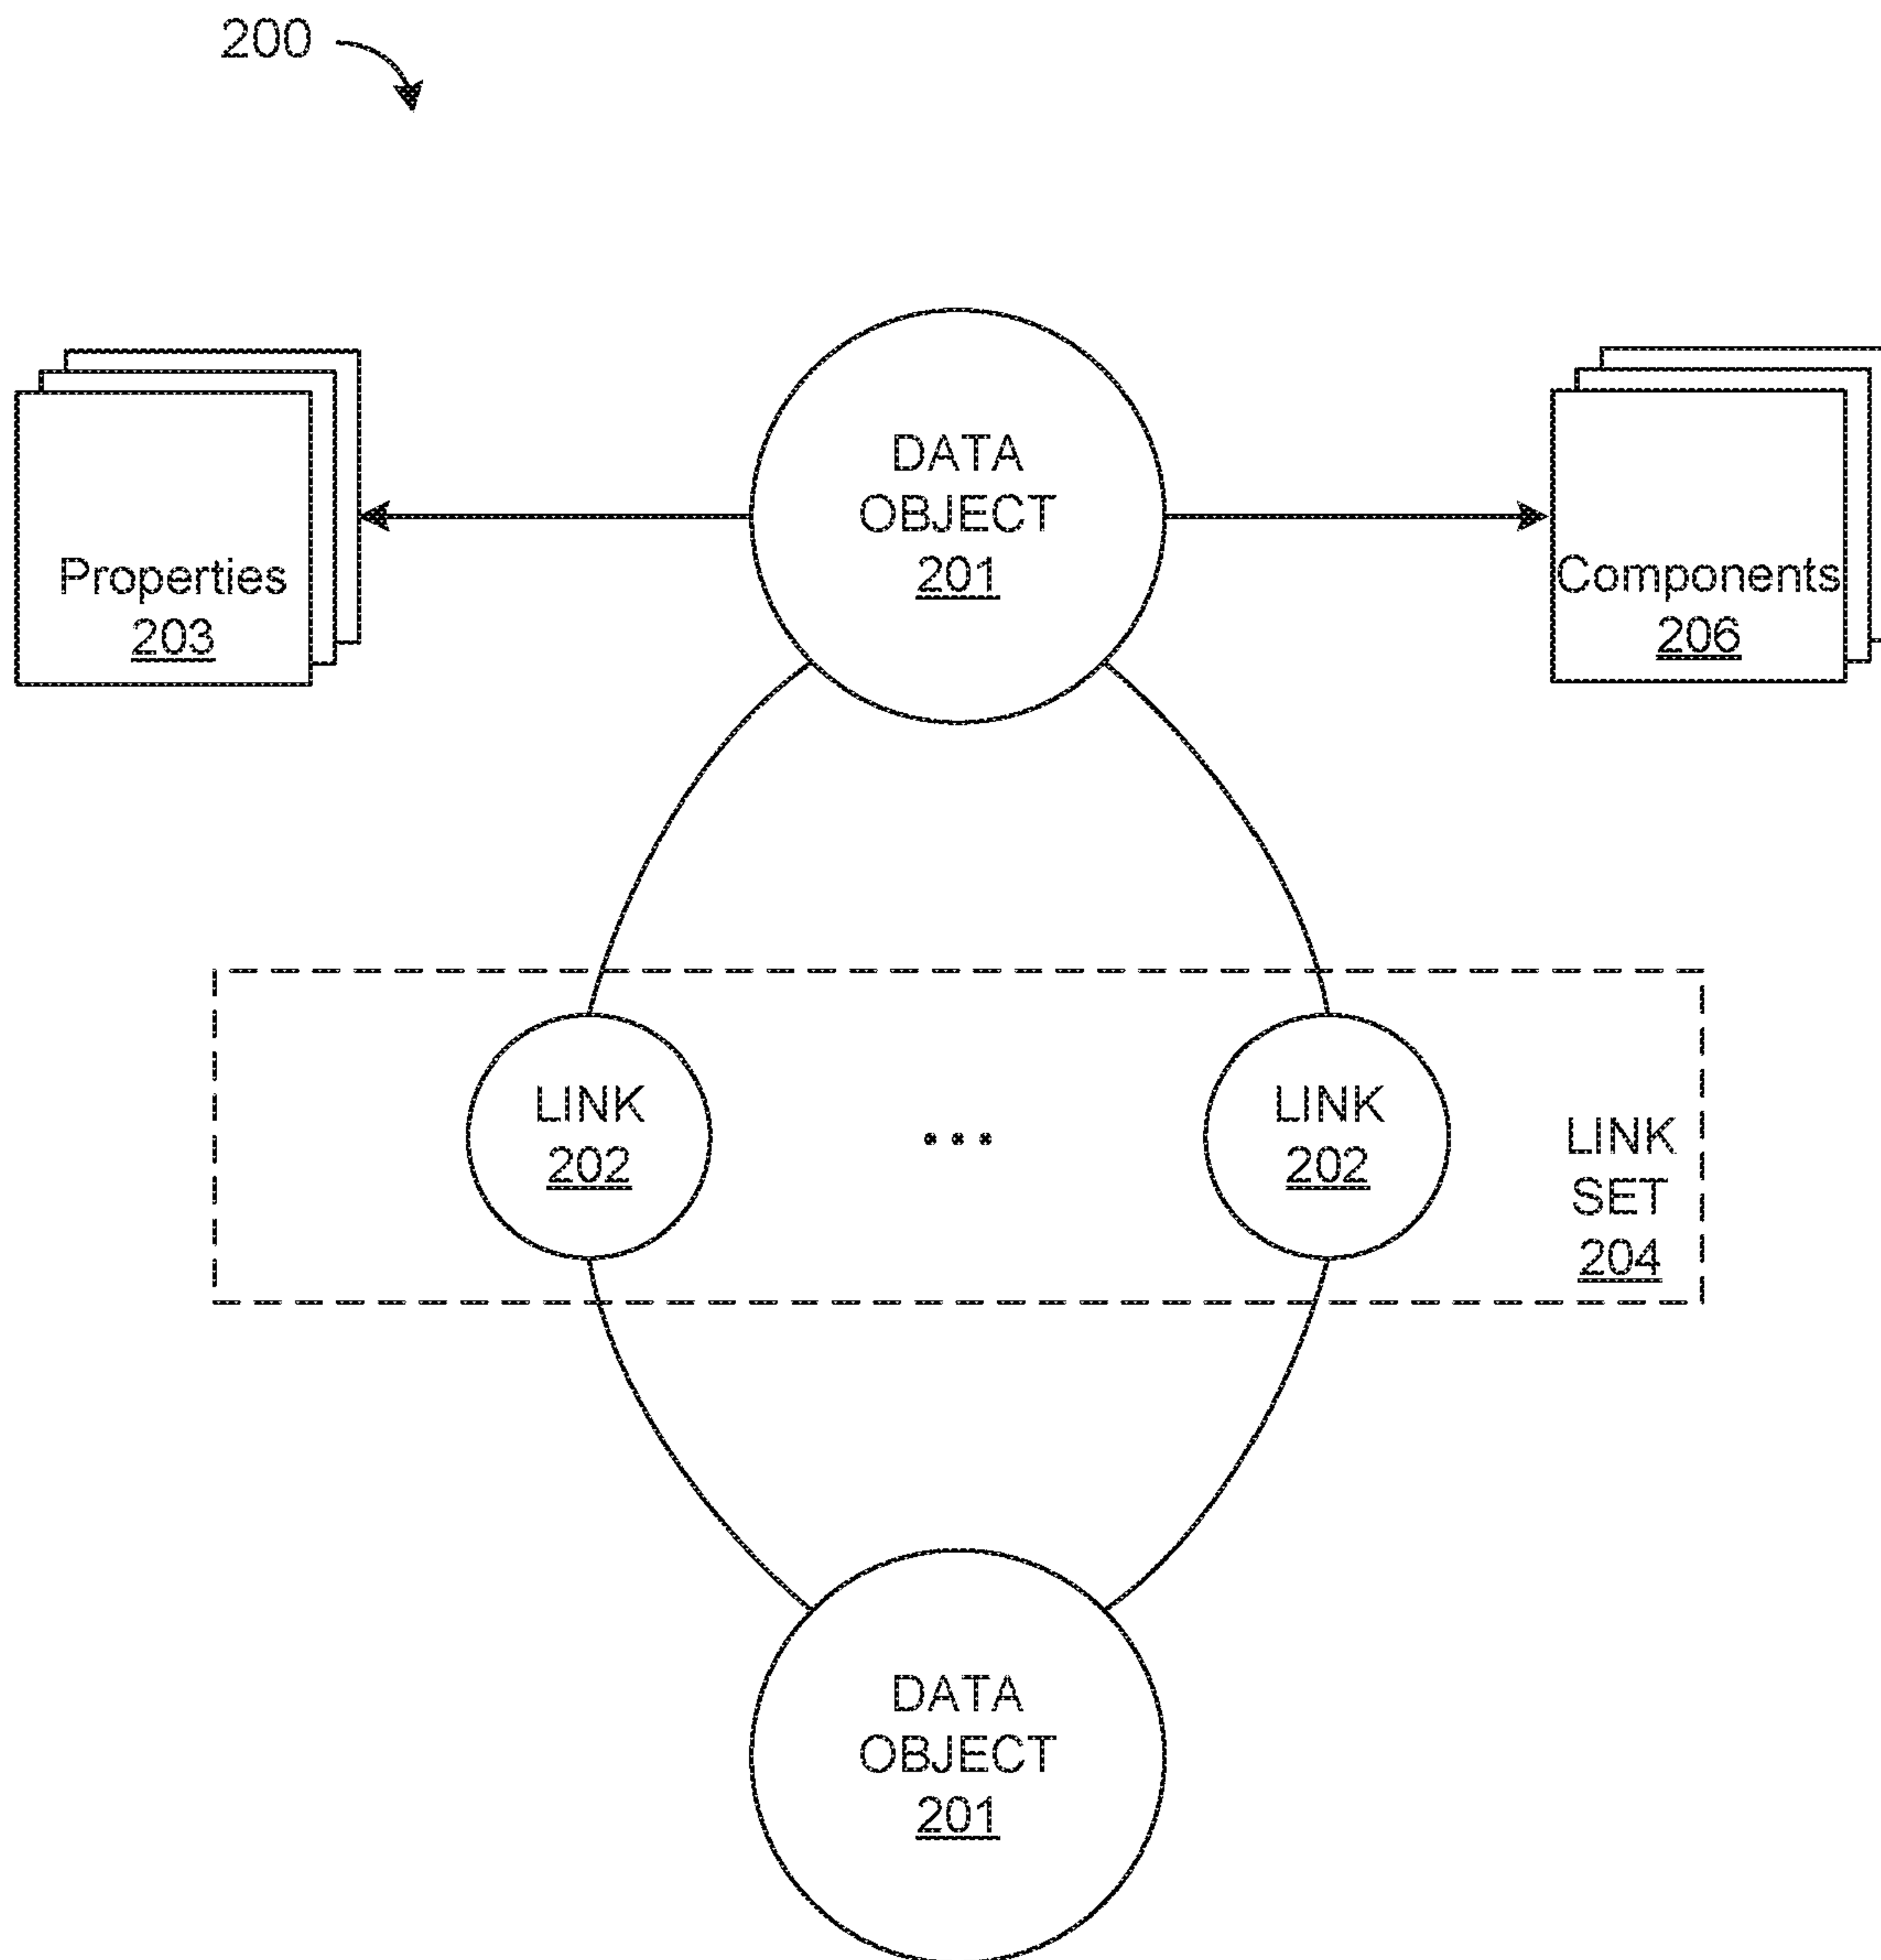 200
DATA
OBJECT
201
Properties
203
Components
206
LINK
202
...
LINK
202
LINK
SET
204
DATA
OBJECT
201